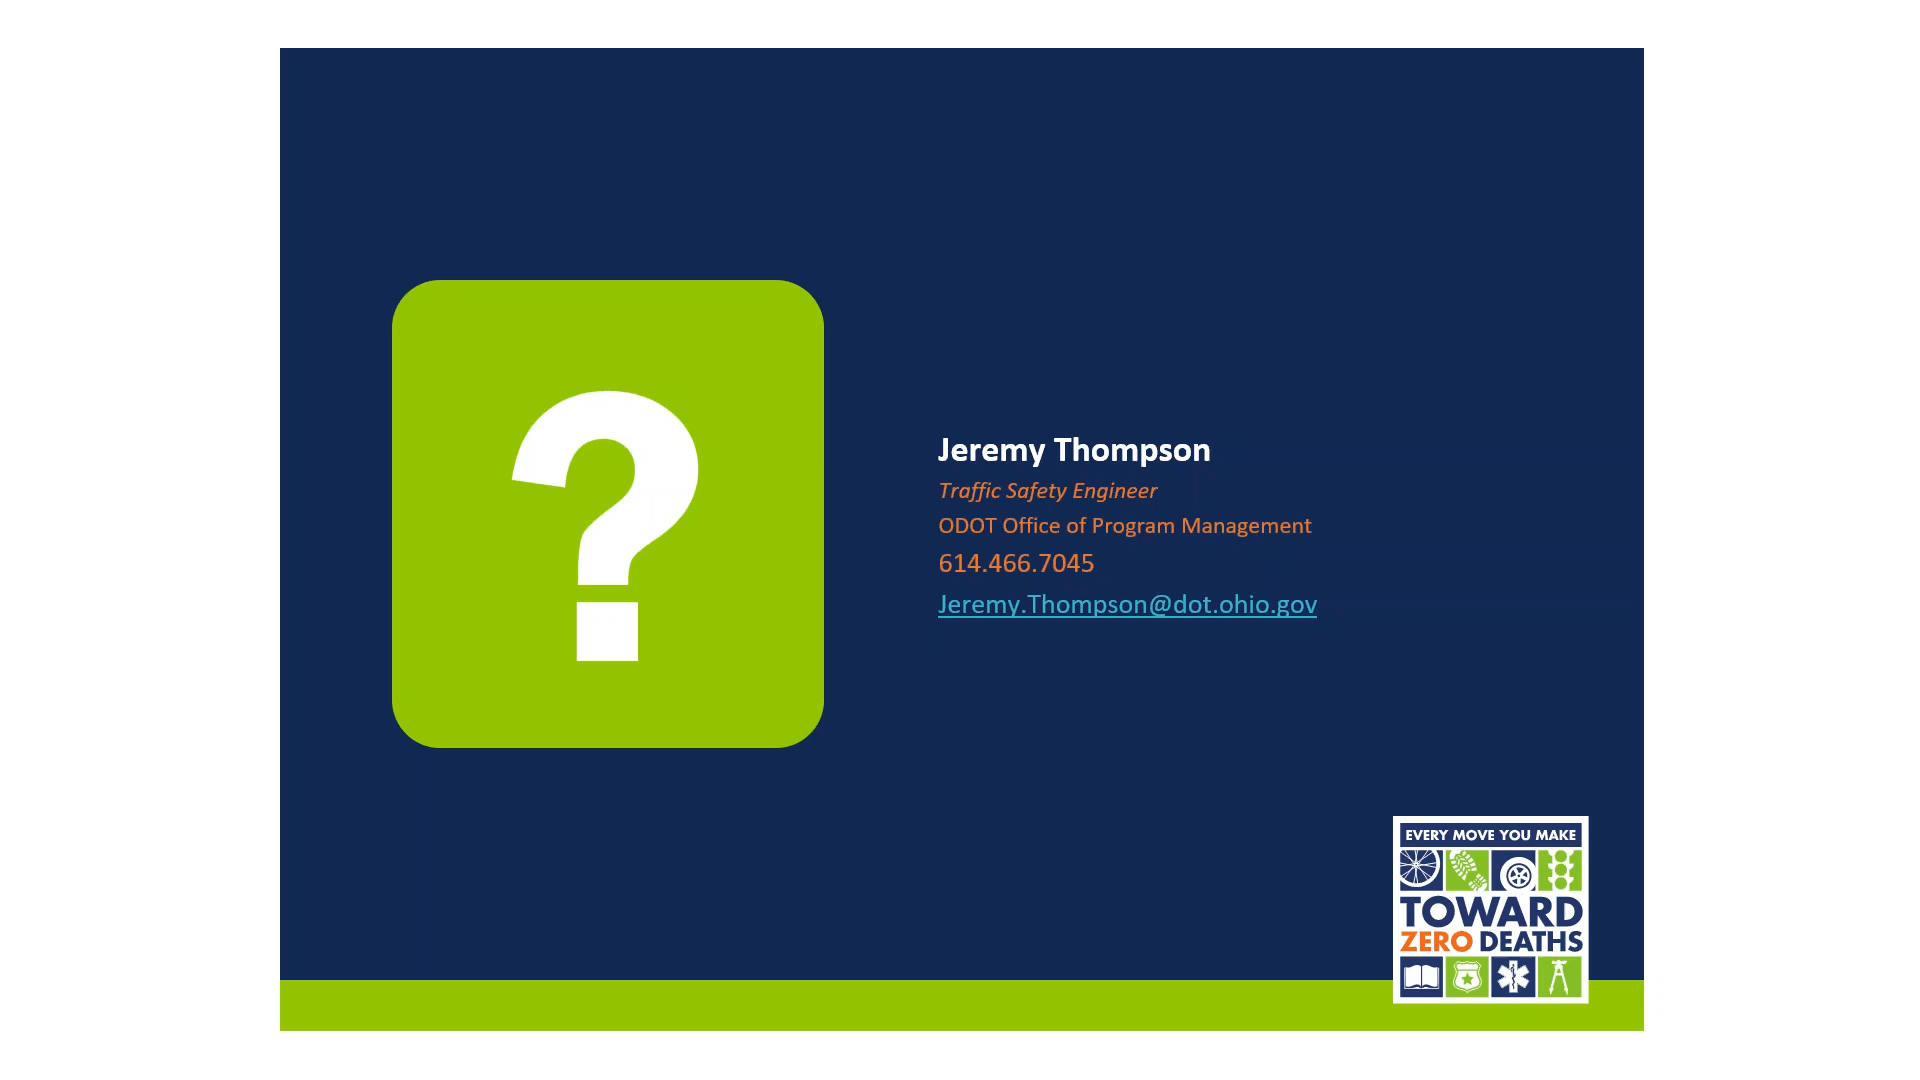 ?
Jeremy Thompson
Traffic Safety Engineer
ODOT Office of Program Management
614.466.7045
Jeremy.Thompson@dot.ohio.gov
EVERY MOVE YOU MAKE
TOWARD
ZERO DEATHS